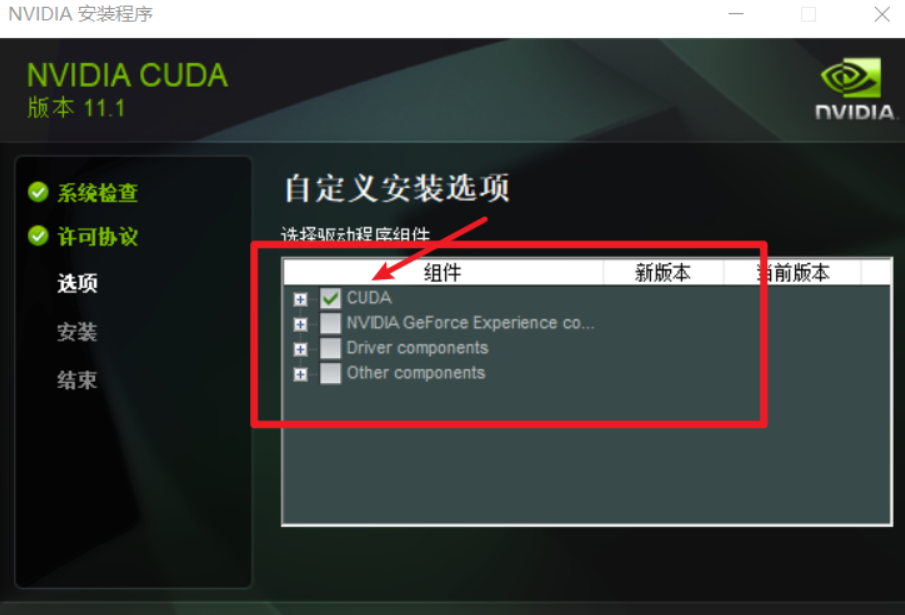 NVIDIA 安装程序
NVIDIA CUDA
版本 11.1
NVIDIA.
系统检查
许可协议
选项
安装
结束
自定义安装选项
选择驱动程序组件
组件 新版本 当前版本
CUDA
NVIDIA GeForce Experience co...
Driver components
Other components